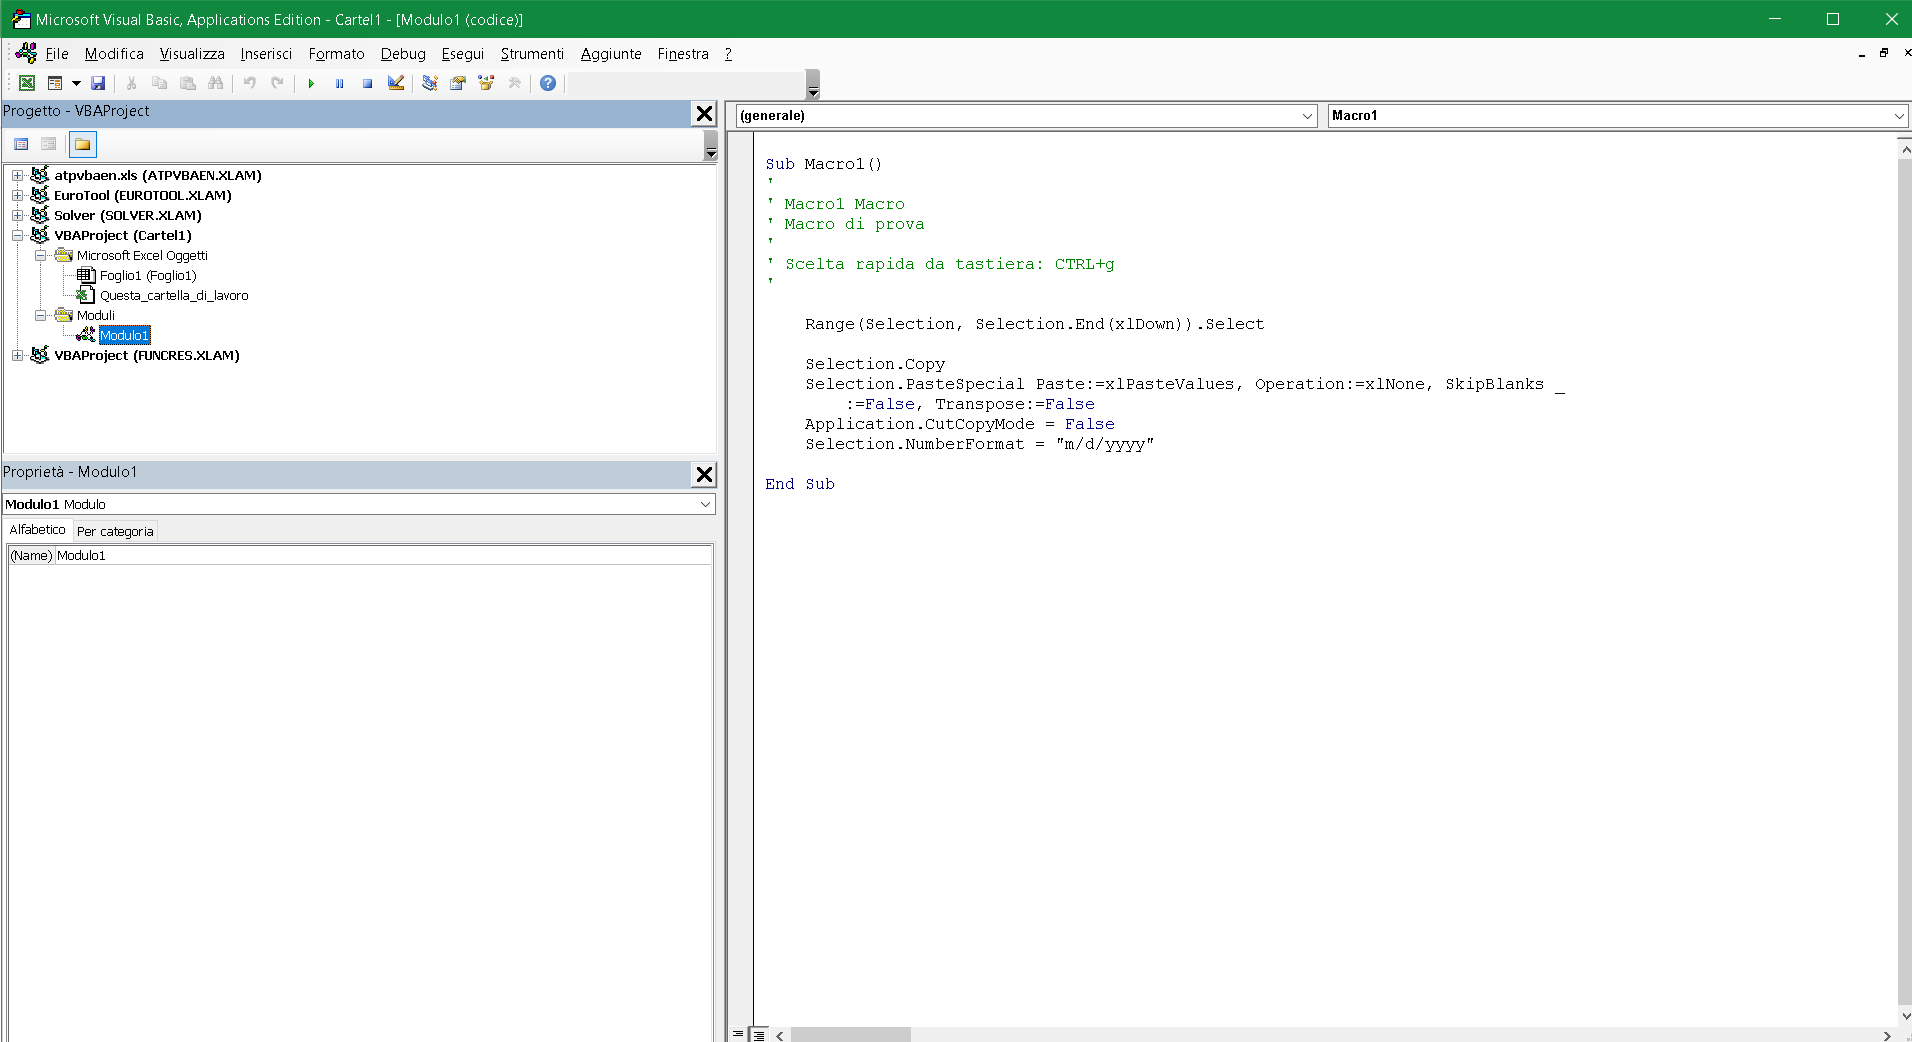 Microsoft Visual Basic, Applications Edition - Cartel1 - [Modulo1 (codice)]
File Modifica Visualizza Inserisci Formato Debug Esegui Strumenti Aggiunte Finestra ?
Progetto - VBAProject
atpvbaen.xls (ATPVBAEN.XLAM)
EuroTool (EUROTOOL.XLAM)
Solver (SOLVER.XLAM)
VBAProject (Cartel1)
Microsoft Excel Oggetti
Foglio1 (Foglio1)
Questa_cartella_di_lavoro
Moduli
Modulo1
VBAProject (FUNCRES.XLAM)
Proprietà - Modulo1
Modulo1 Modulo
Alfabetico Per categoria
(Name) Modulo1
(generale) Macro1
Sub Macro1()
'
' Macro1 Macro
' Macro di prova
'
' Scelta rapida da tastiera: CTRL+g
'
Range(Selection, Selection.End(xlDown)).Select
Selection.Copy
Selection.PasteSpecial Paste:=xlPasteValues, Operation:=xlNone, SkipBlanks _
:=False, Transpose:=False
Application.CutCopyMode = False
Selection.NumberFormat = "m/d/yyyy"
End Sub